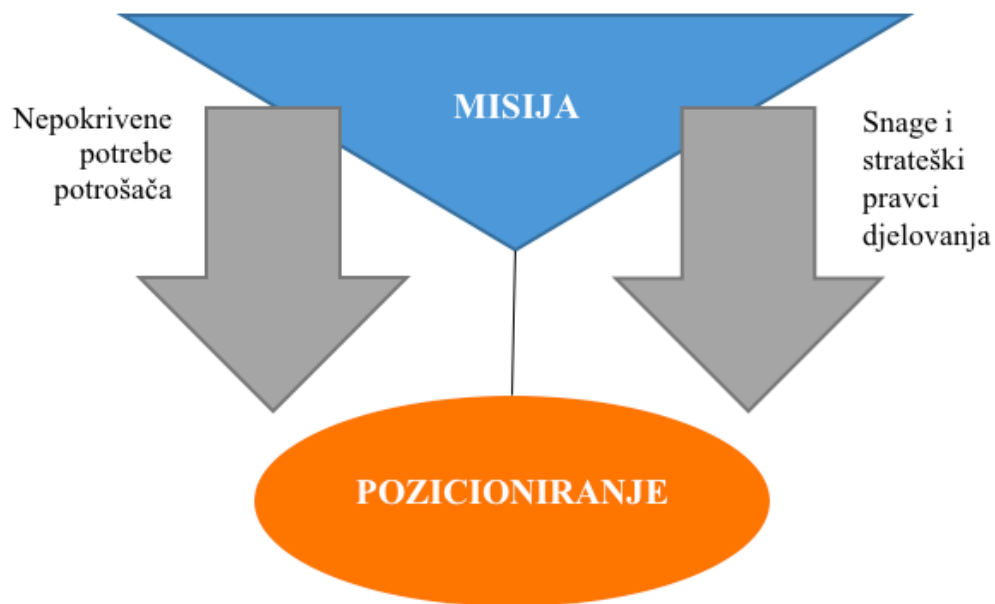 MISIJA
Nepokrivene
potrebe
potrošača
Snage i
strateški
pravci
djelovanja
POZICIONIRANJE